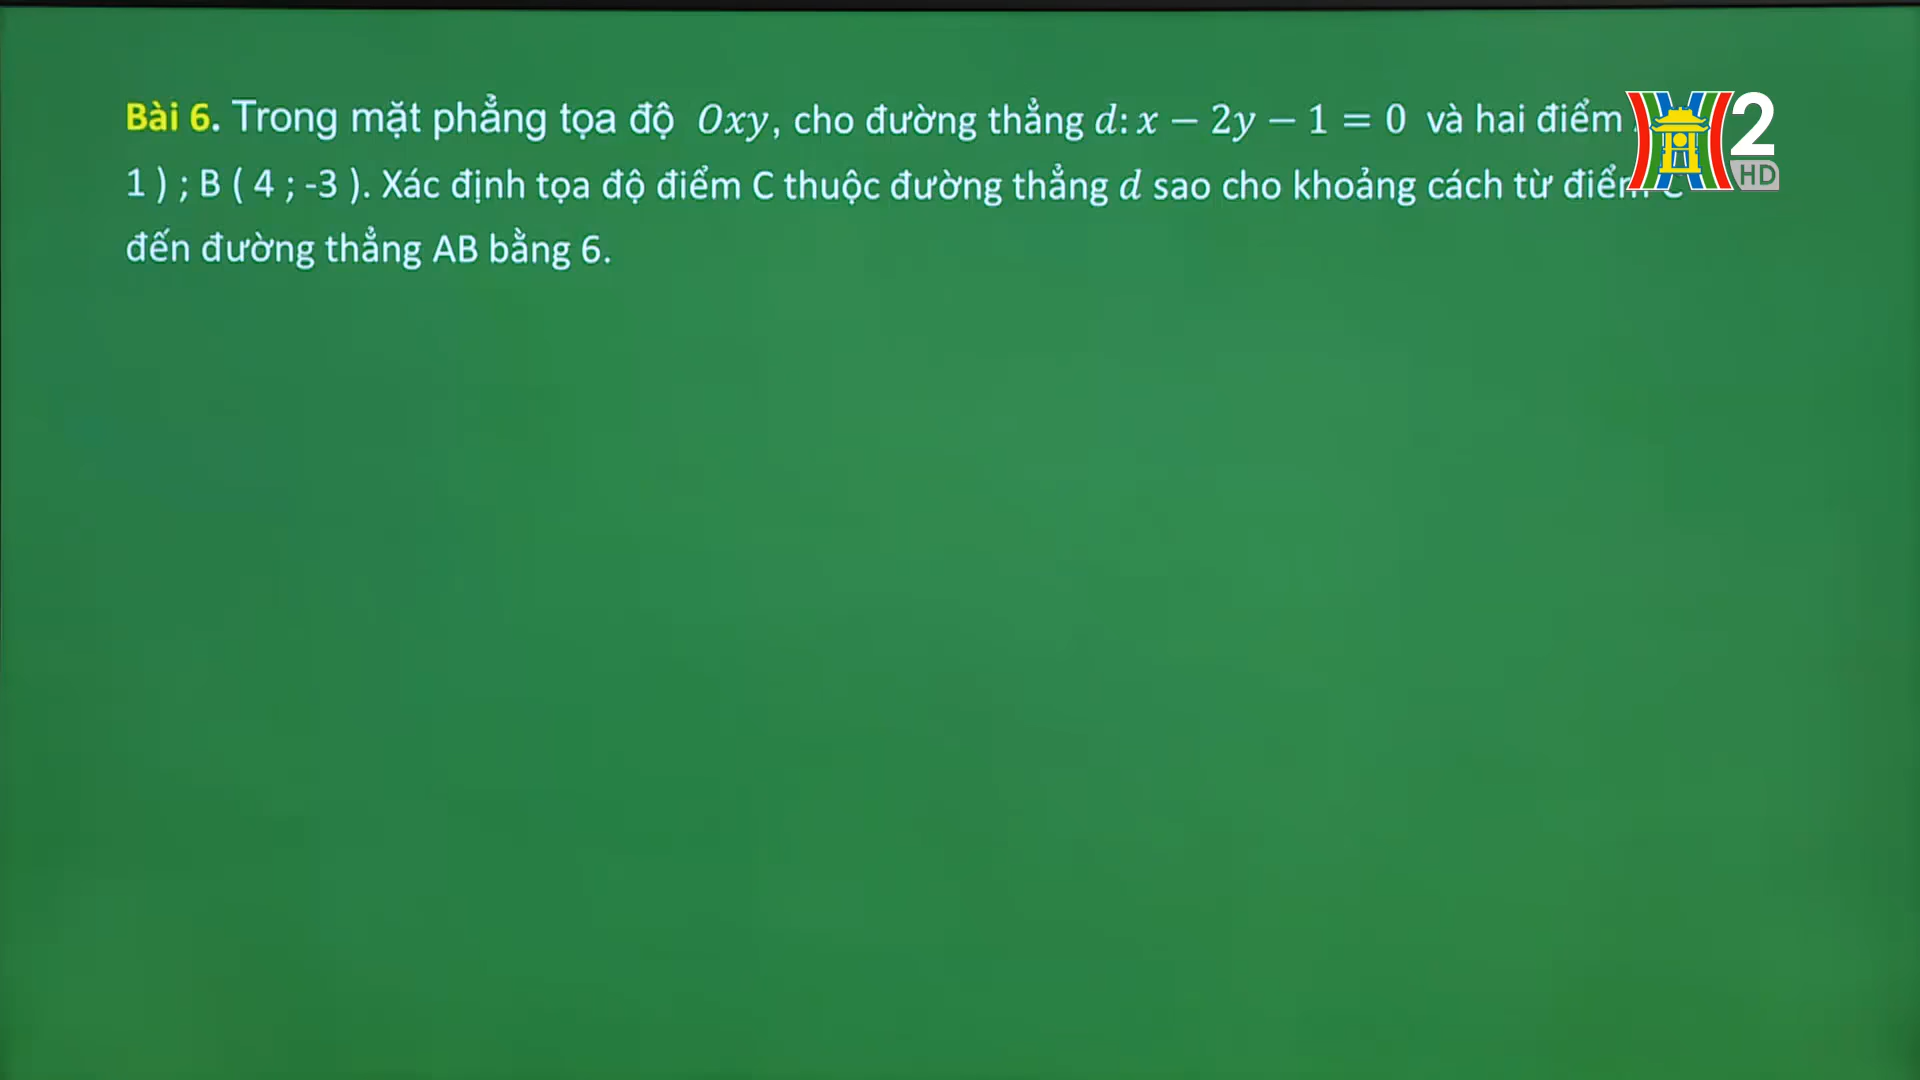 Bài 6. Trong mặt phẳng tọa độ Oxy, cho đường thẳng d: x − 2y − 1 = 0 và hai điểm
1 ) ; B ( 4 ; -3 ). Xác định tọa độ điểm C thuộc đường thẳng d sao cho khoảng cách từ điểm C
đến đường thẳng AB bằng 6.
2
HD